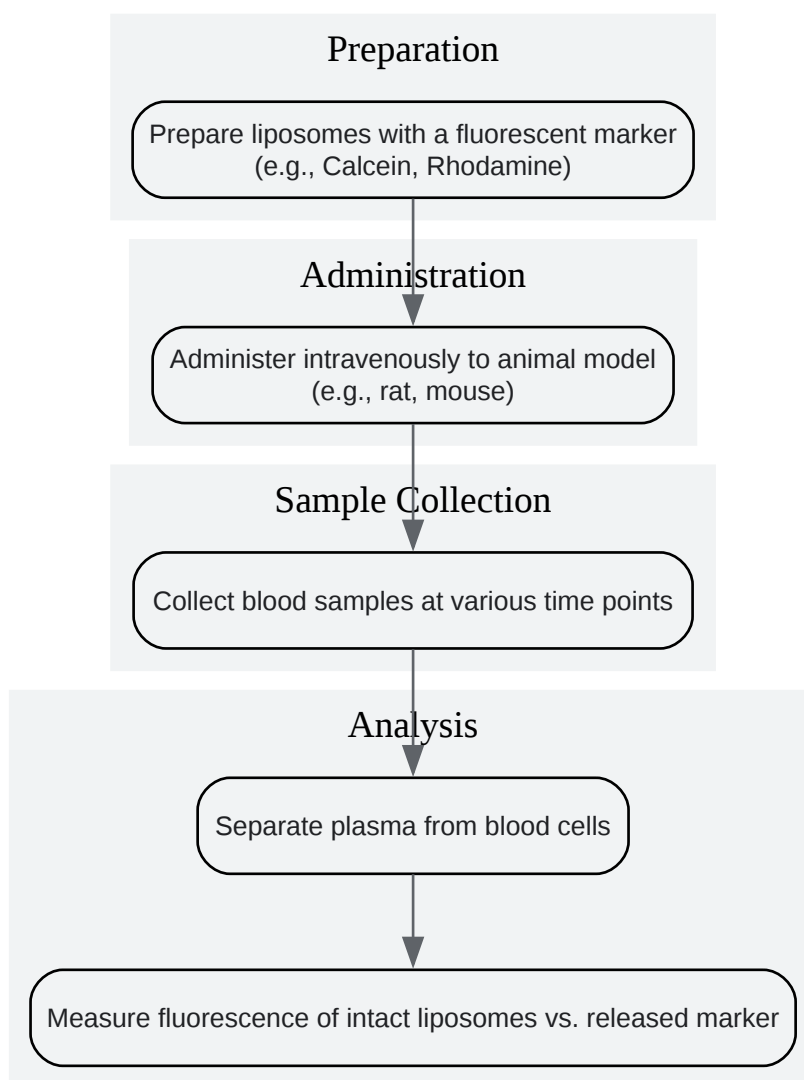 Preparation
Prepare liposomes with a fluorescent marker
(e.g., Calcein, Rhodamine)
Administration
Administer intravenously to animal model
(e.g., rat, mouse)
Sample Collection
Collect blood samples at various time points
Analysis
Separate plasma from blood cells
Measure fluorescence of intact liposomes vs. released marker